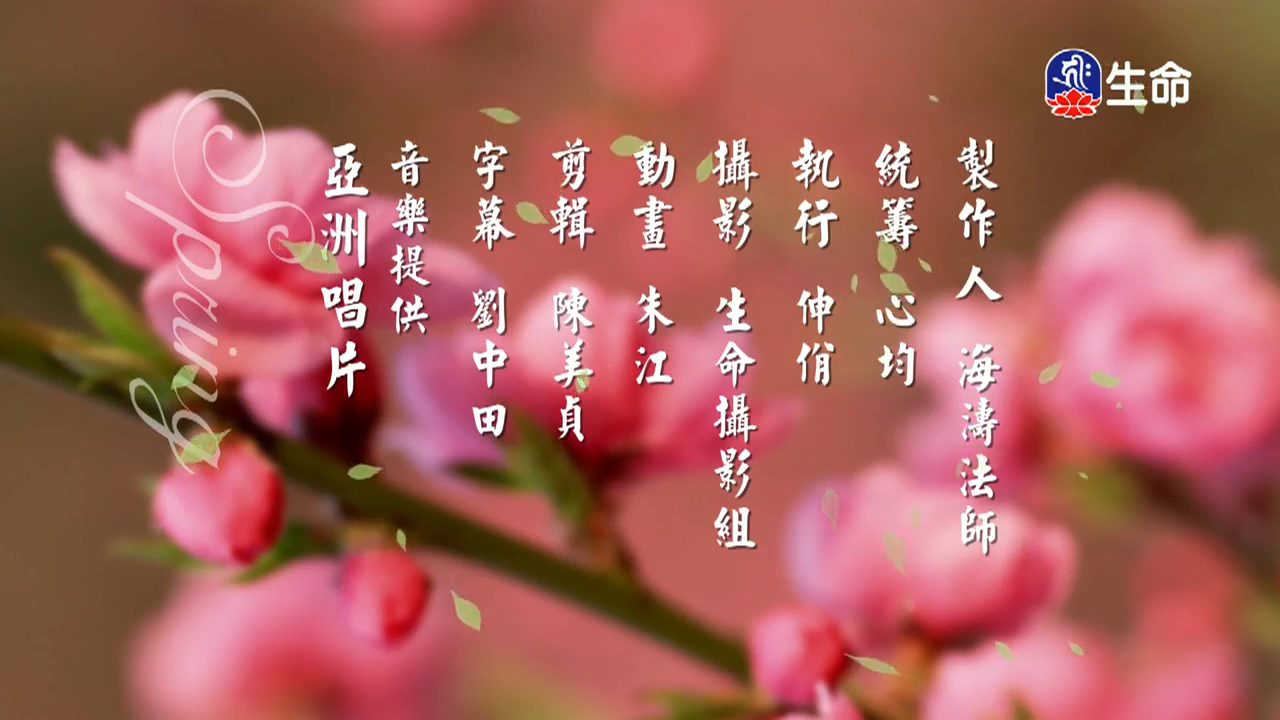 生命
製作人 海濤法師
統籌 心均
執行 伸俏
攝影 生命攝影組
動畫 朱江
剪輯 陳美貞
字幕 劉中田
音樂提供
亞洲唱片
Spring